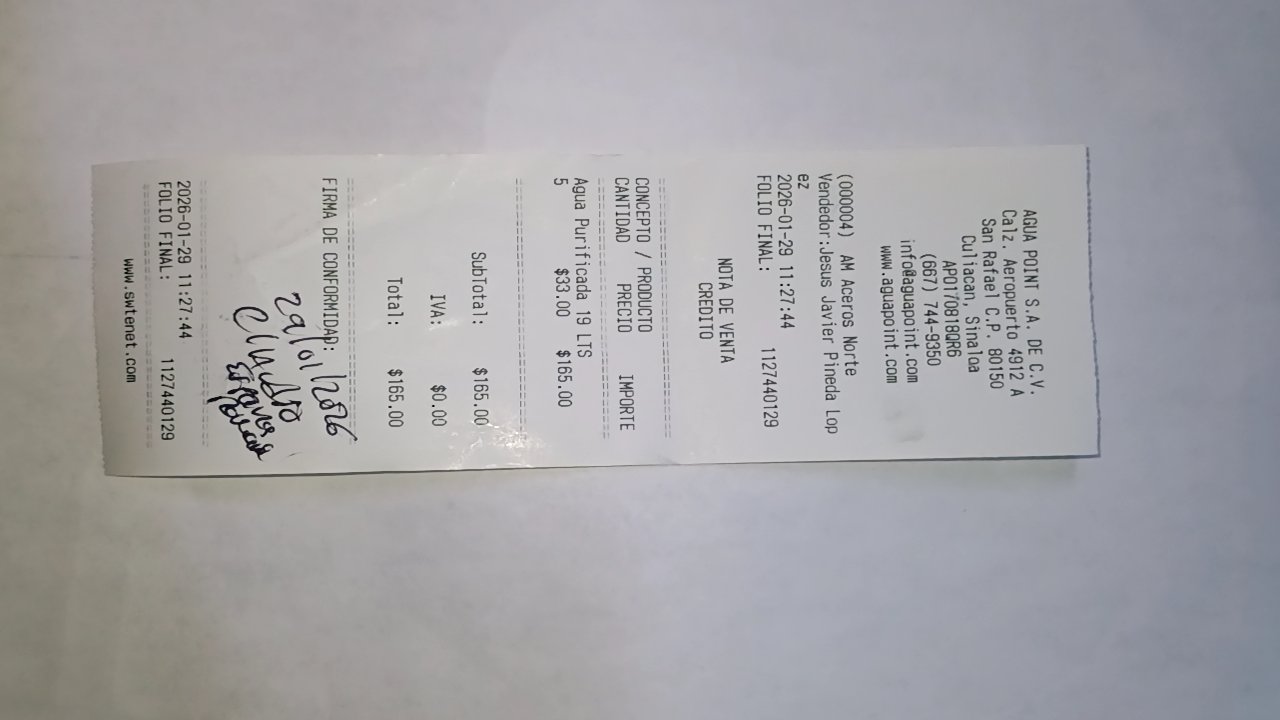 AGUA POINT S.A. DE C.V.
Calz. Aeropuerto 4912 A
San Rafael C.P. 80150
Culiacan, Sinaloa
APO170818QR6
(667) 744-9350
info@aguapoint.com
www.aguapoint.com
(000004) AM Aceros Norte
Vendedor:Jesus Javier Pineda Lop
ez
2026-01-29 11:27:44
FOLIO FINAL: 1127440129
NOTA DE VENTA
CREDITO
CONCEPTO / PRODUCTO
CANTIDAD PRECIO IMPORTE
Agua Purificada 19 LTS
5 $33.00 $165.00
SubTotal: $165.00
IVA: $0.00
Total: $165.00
FIRMA DE CONFORMIDAD:
29/01/2026
Claudio
2026-01-29 11:27:44
FOLIO FINAL: 1127440129
www.swtenet.com